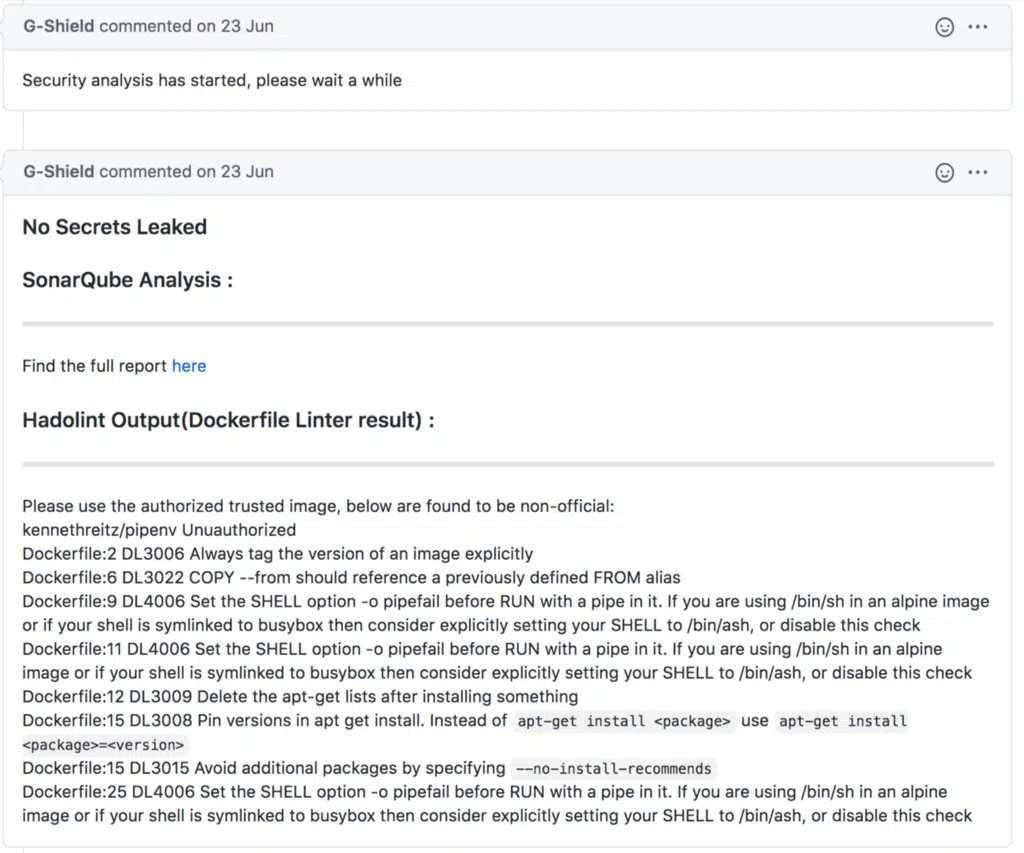 G-Shield commented on 23 Jun
Security analysis has started, please wait a while
G-Shield commented on 23 Jun
No Secrets Leaked
SonarQube Analysis :
Find the full report here
Hadolint Output(Dockerfile Linter result) :
Please use the authorized trusted image, below are found to be non-official:
kennethreitz/pipenv Unuauthorized
Dockerfile:2 DL3006 Always tag the version of an image explicitly
Dockerfile:6 DL3022 COPY --from should reference a previously defined FROM alias
Dockerfile:9 DL4006 Set the SHELL option -o pipefail before RUN with a pipe in it. If you are using /bin/sh in an alpine image
or if your shell is symlinked to busybox then consider explicitly setting your SHELL to /bin/ash, or disable this check
Dockerfile:11 DL4006 Set the SHELL option -o pipefail before RUN with a pipe in it. If you are using /bin/sh in an alpine
image or if your shell is symlinked to busybox then consider explicitly setting your SHELL to /bin/ash, or disable this check
Dockerfile:12 DL3009 Delete the apt-get lists after installing something
Dockerfile:15 DL3008 Pin versions in apt get install. Instead of apt-get install <package> use apt-get install
<package>=<version>
Dockerfile:15 DL3015 Avoid additional packages by specifying --no-install-recommends
Dockerfile:25 DL4006 Set the SHELL option -o pipefail before RUN with a pipe in it. If you are using /bin/sh in an alpine
image or if your shell is symlinked to busybox then consider explicitly setting your SHELL to /bin/ash, or disable this check